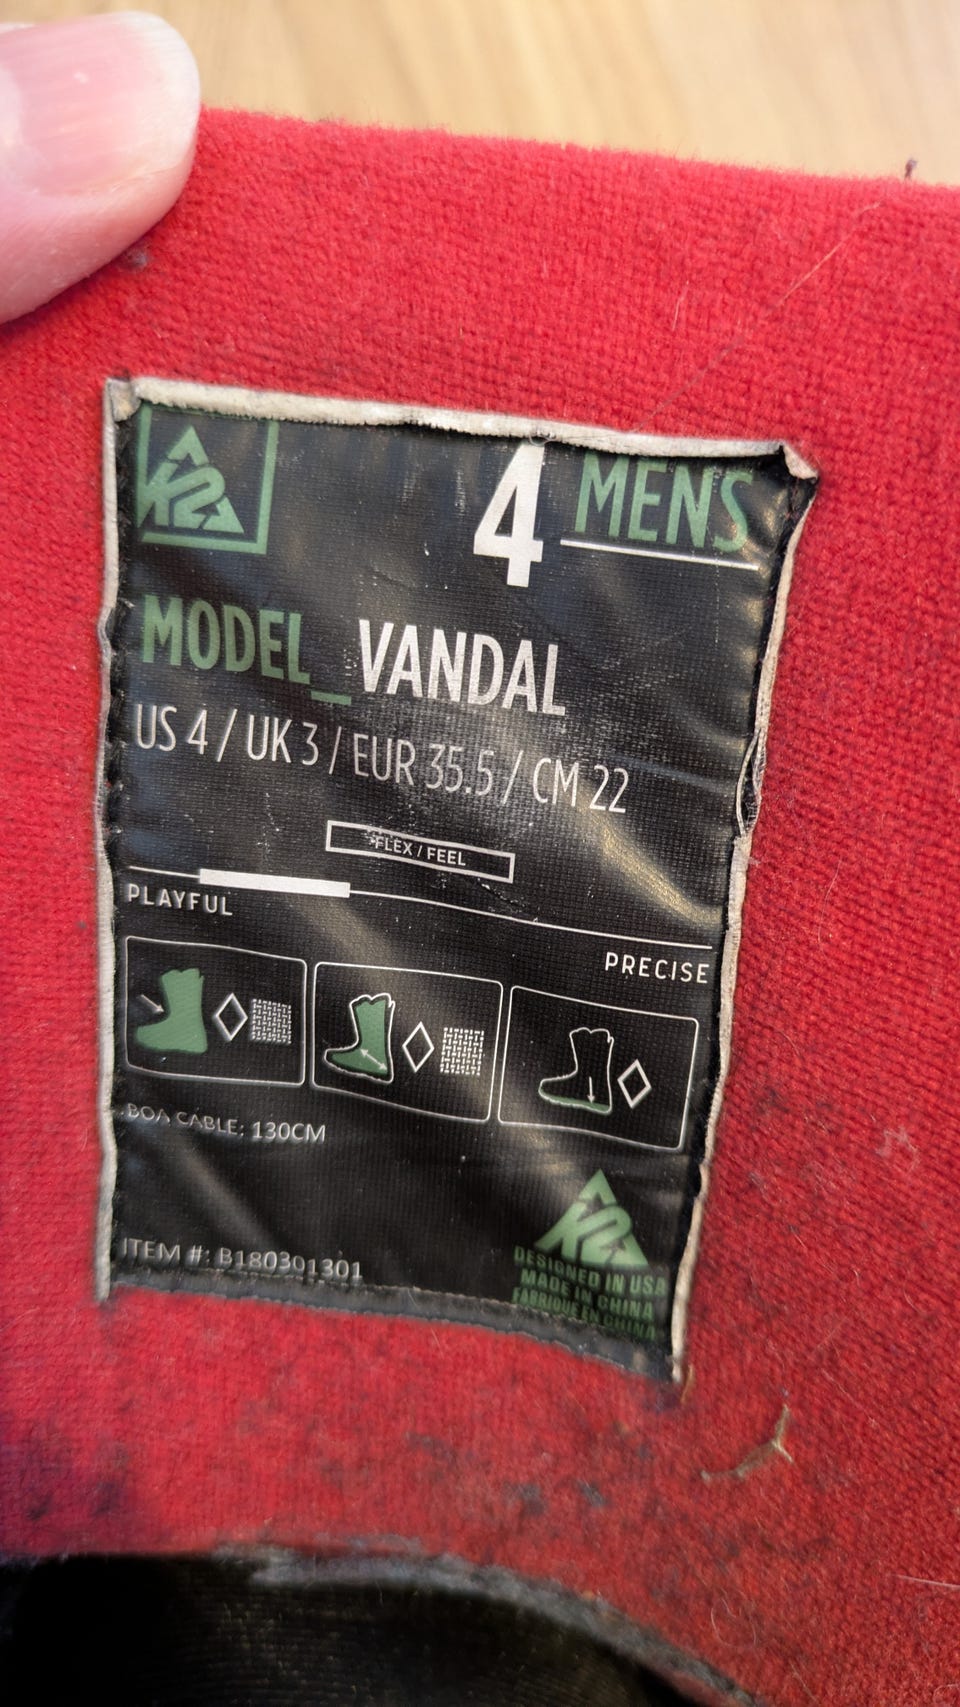 K2
4 MENS
MODEL_VANDAL
US 4 / UK 3 / EUR 35.5 / CM 22
FLEX / FEEL
PLAYFUL
PRECISE
BOA CABLE: 130CM
K2
ITEM #: B180301301
DESIGNED IN USA
MADE IN CHINA
FABRIQUE EN CHINA